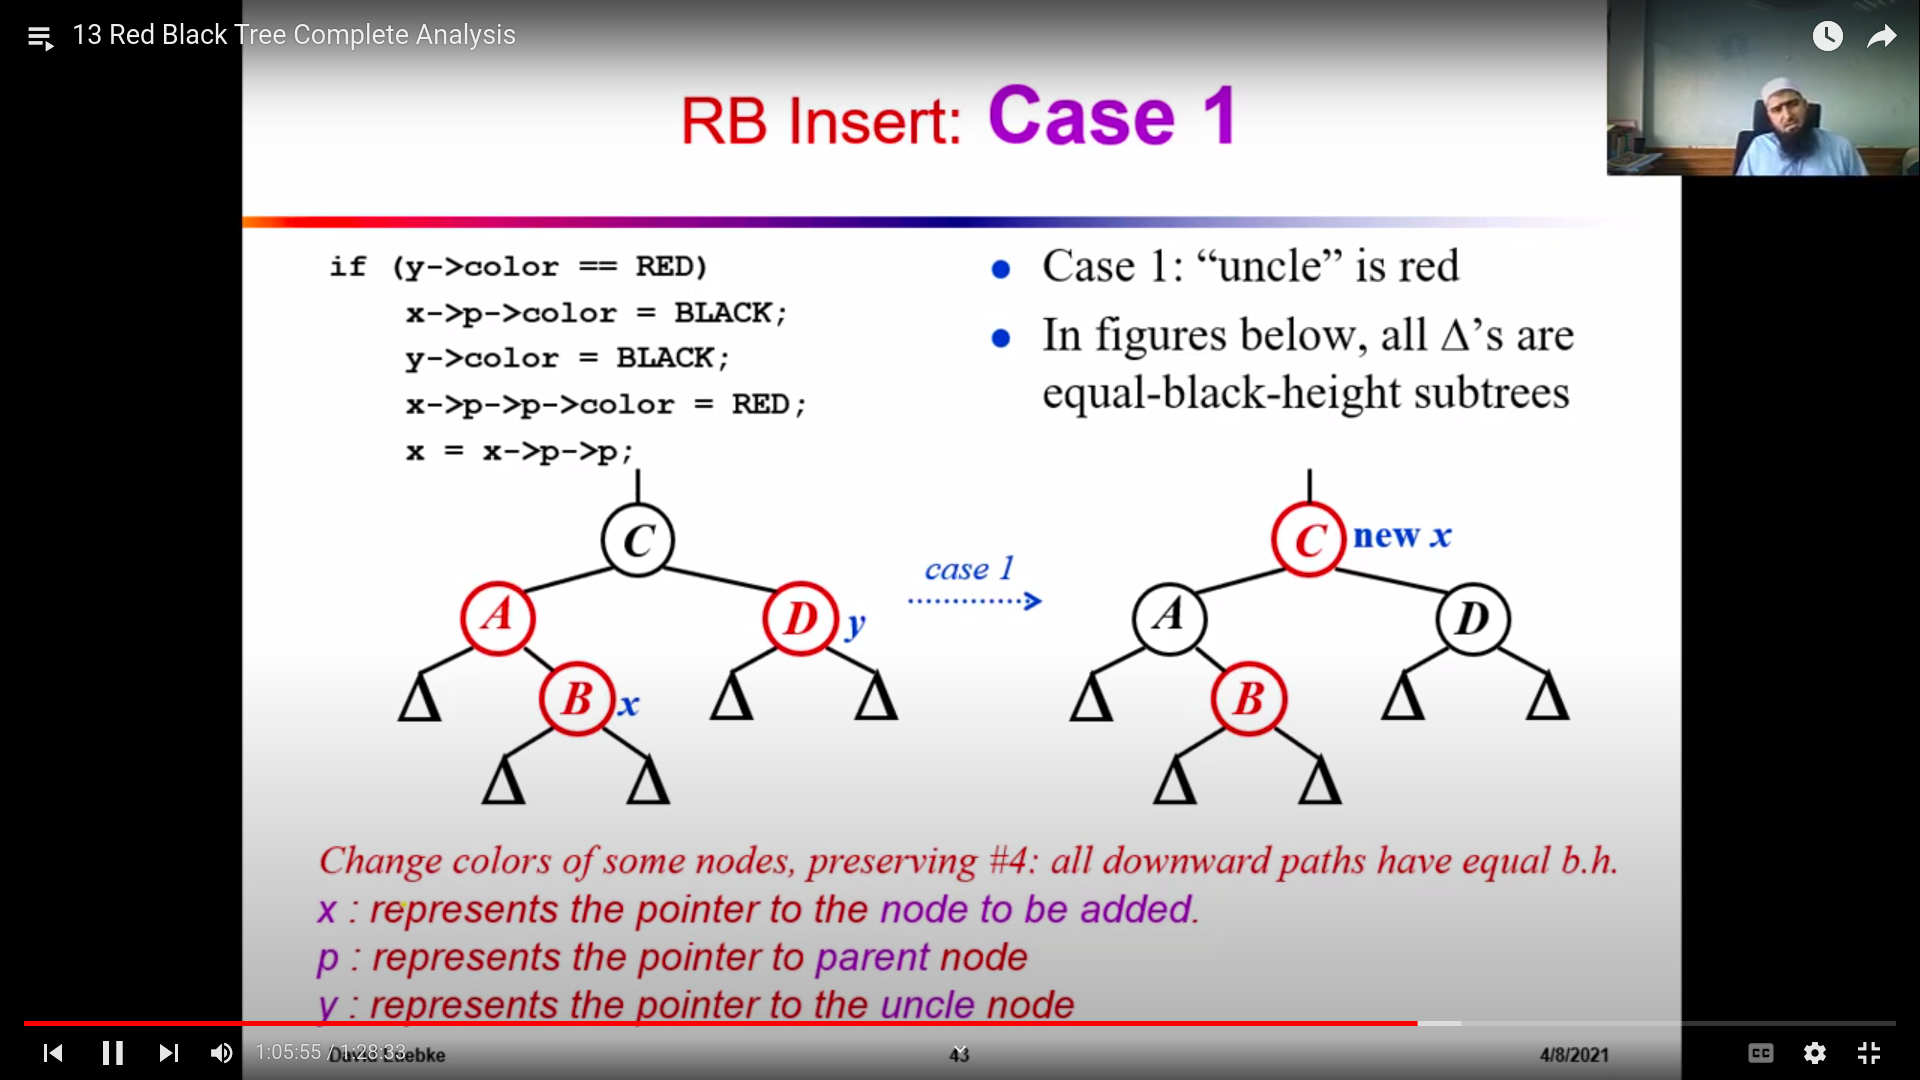 13 Red Black Tree Complete Analysis
RB Insert: Case 1
if (y->color == RED)
x->p->color = BLACK;
y->color = BLACK;
x->p->p->color = RED;
x = x->p->p;
● Case 1: “uncle” is red
● In figures below, all Δ’s are
equal-black-height subtrees
C
A
D y
B x
Δ
Δ
Δ
Δ
Δ
case 1
C new x
A
D
B
Δ
Δ
Δ
Δ
Δ
Change colors of some nodes, preserving #4: all downward paths have equal b.h.
x : represents the pointer to the node to be added.
p : represents the pointer to parent node
y : represents the pointer to the uncle node
1:05:55 / 1:28:33
David Luebke
43
4/8/2021
CC